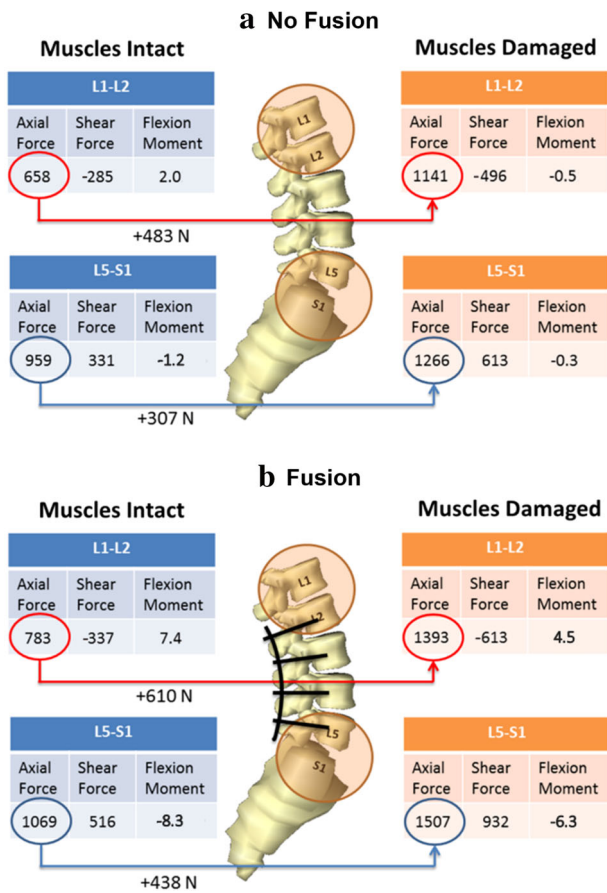 a No Fusion
Muscles Intact
Muscles Damaged
L1-L2
Axial Force
Shear Force
Flexion Moment
658
-285
2.0
L1-L2
Axial Force
Shear Force
Flexion Moment
1141
-496
-0.5
L1
L2
+483 N
L5-S1
Axial Force
Shear Force
Flexion Moment
959
331
-1.2
L5-S1
Axial Force
Shear Force
Flexion Moment
1266
613
-0.3
L5
S1
+307 N
b Fusion
Muscles Intact
Muscles Damaged
L1-L2
Axial Force
Shear Force
Flexion Moment
783
-337
7.4
L1-L2
Axial Force
Shear Force
Flexion Moment
1393
-613
4.5
L1
L2
+610 N
L5-S1
Axial Force
Shear Force
Flexion Moment
1069
516
-8.3
L5-S1
Axial Force
Shear Force
Flexion Moment
1507
932
-6.3
L5
S1
+438 N